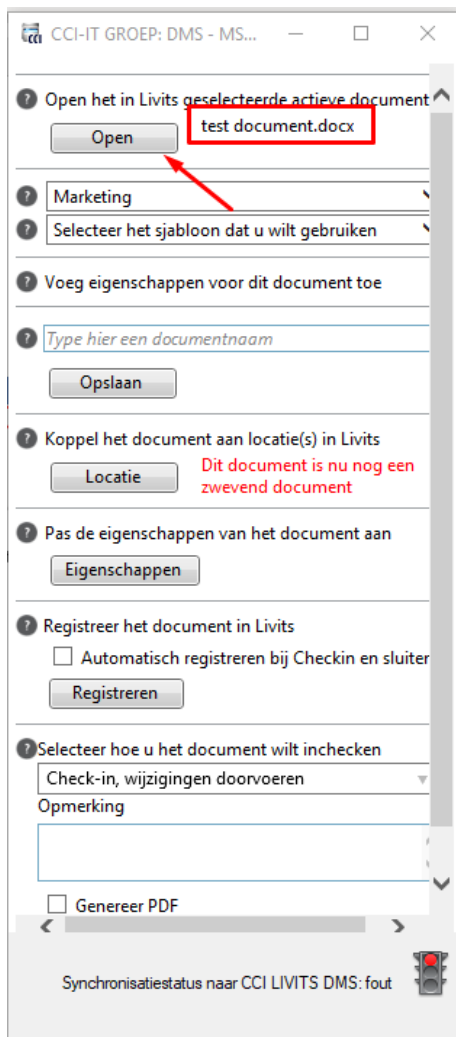 CCI-IT GROEP: DMS - MS...
Open het in Livits geselecteerde actieve document
Open
test document.docx
Marketing
Selecteer het sjabloon dat u wilt gebruiken
Voeg eigenschappen voor dit document toe
Type hier een documentnaam
Opslaan
Koppel het document aan locatie(s) in Livits
Locatie
Dit document is nu nog een
zwevend document
Pas de eigenschappen van het document aan
Eigenschappen
Registreer het document in Livits
Automatisch registreren bij Checkin en sluiter
Registreren
Selecteer hoe u het document wilt inchecken
Check-in, wijzigingen doorvoeren
Opmerking
Genereer PDF
Synchronisatiestatus naar CCI LIVITS DMS: fout